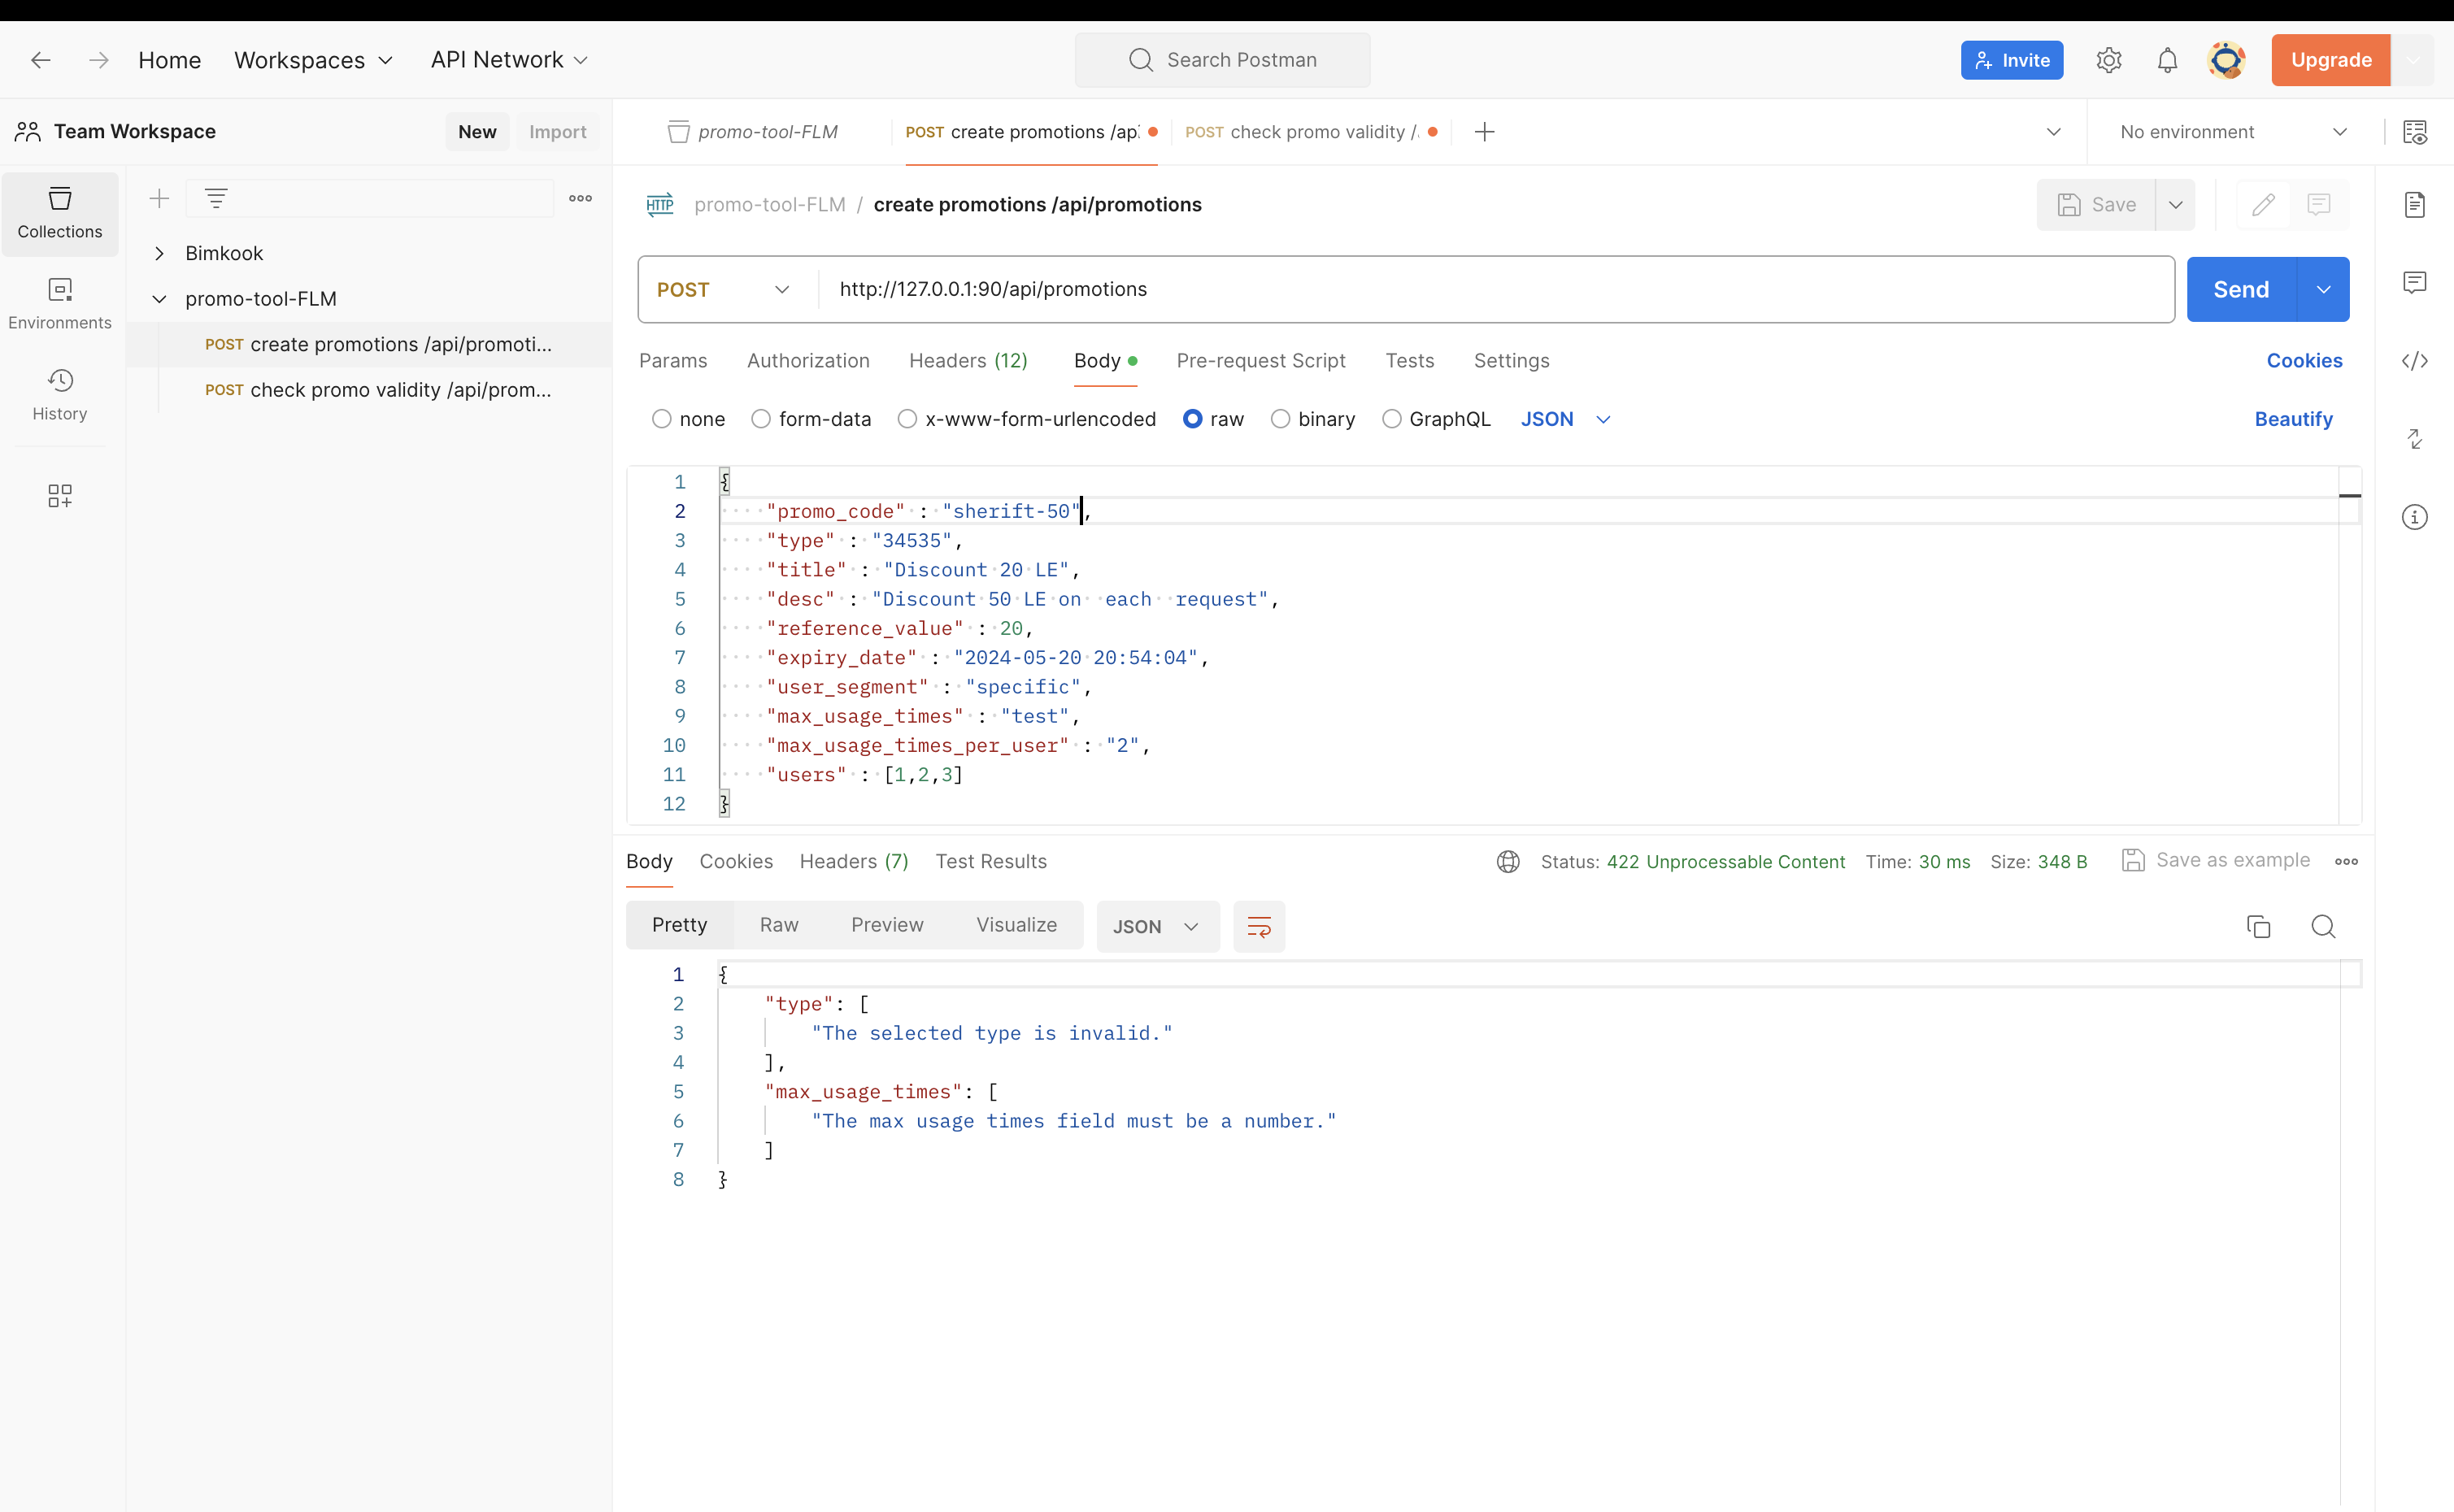 Home Workspaces API Network Search Postman Invite Upgrade
Team Workspace New Import promo-tool-FLM POST create promotions /ap POST check promo validity /. No environment
Collections
Environments
History
Bimkook
promo-tool-FLM
POST create promotions /api/promoti...
POST check promo validity /api/prom...
HTTP promo-tool-FLM / create promotions /api/promotions Save
POST http://127.0.0.1:90/api/promotions Send
Params Authorization Headers (12) Body Pre-request Script Tests Settings Cookies
none form-data x-www-form-urlencoded raw binary GraphQL JSON Beautify
1 {
2 "promo_code" : "sherift-50",
3 "type" : "34535",
4 "title" : "Discount 20 LE",
5 "desc" : "Discount 50 LE on  each  request",
6 "reference_value" : 20,
7 "expiry_date" : "2024-05-20 20:54:04",
8 "user_segment" : "specific",
9 "max_usage_times" : "test",
10 "max_usage_times_per_user" : "2",
11 "users" : [1,2,3]
12 }
Body Cookies Headers (7) Test Results Status: 422 Unprocessable Content Time: 30 ms Size: 348 B Save as example
Pretty Raw Preview Visualize JSON
1 {
2 "type": [
3 "The selected type is invalid."
4 ],
5 "max_usage_times": [
6 "The max usage times field must be a number."
7 ]
8 }